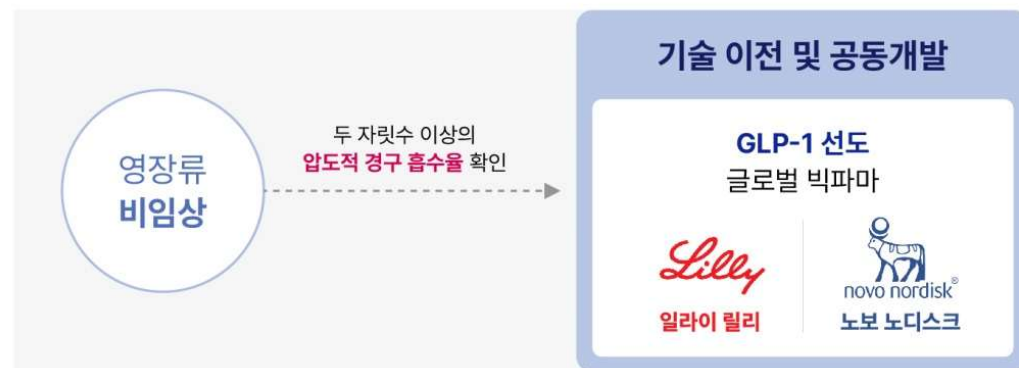 영장류
비임상
두 자릿수 이상의
압도적 경구 흡수율 확인
기술 이전 및 공동개발
GLP-1 선도
글로벌 빅파마
Lilly
일라이 릴리
novo nordisk®
노보 노디스크